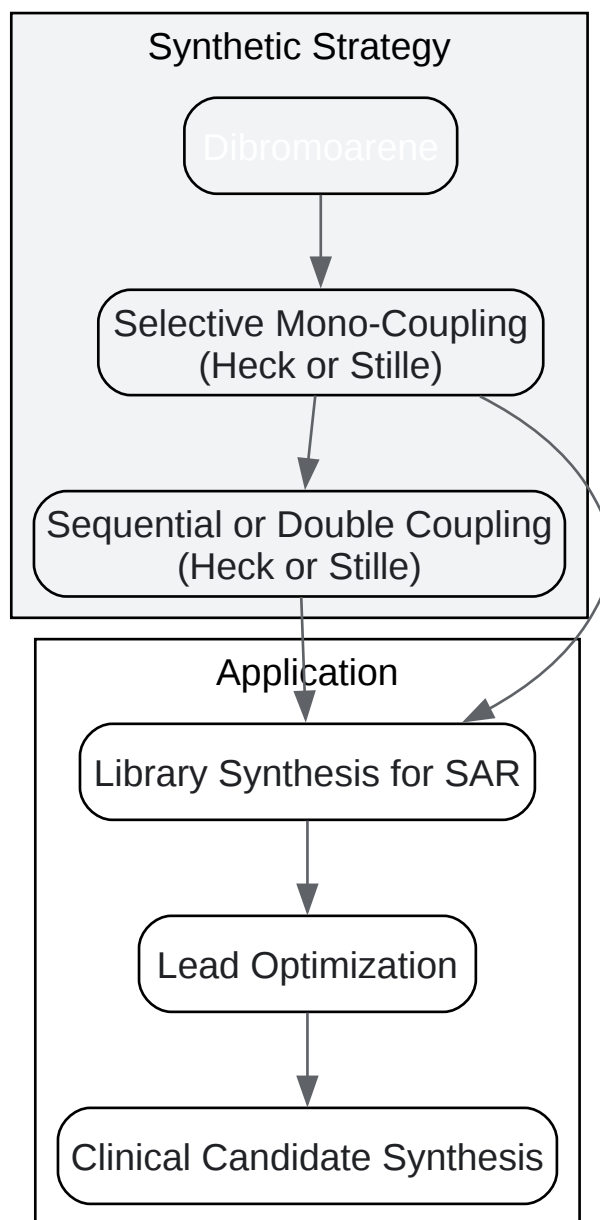 Synthetic Strategy
Dibromoarene
Selective Mono-Coupling
(Heck or Stille)
Sequential or Double Coupling
(Heck or Stille)
Application
Library Synthesis for SAR
Lead Optimization
Clinical Candidate Synthesis